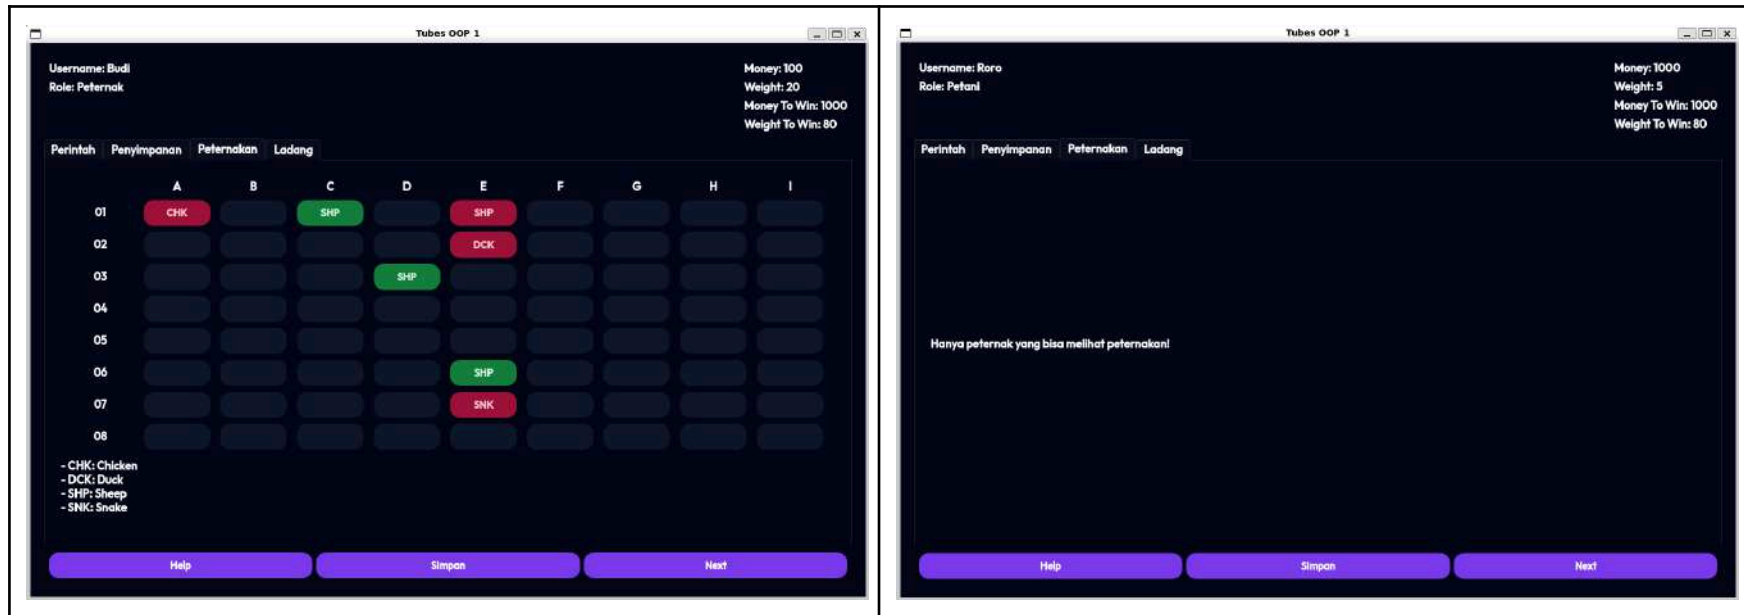 Tubes OOP 1
Username: Budi
Role: Peternak
Money: 100
Weight: 20
Money To Win: 1000
Weight To Win: 80
Perintah Penyimpanan Peternakan Ladang
A B C D E F G H I
01 CHK SHP SHP
02 DCK
03 SHP
04
05
06 SHP
07 SNK
08
- CHK: Chicken
- DCK: Duck
- SHP: Sheep
- SNK: Snake
Help Simpan Next
Tubes OOP 1
Username: Roro
Role: Petani
Money: 1000
Weight: 5
Money To Win: 1000
Weight To Win: 80
Perintah Penyimpanan Peternakan Ladang
Hanya peternak yang bisa melihat peternakan!
Help Simpan Next